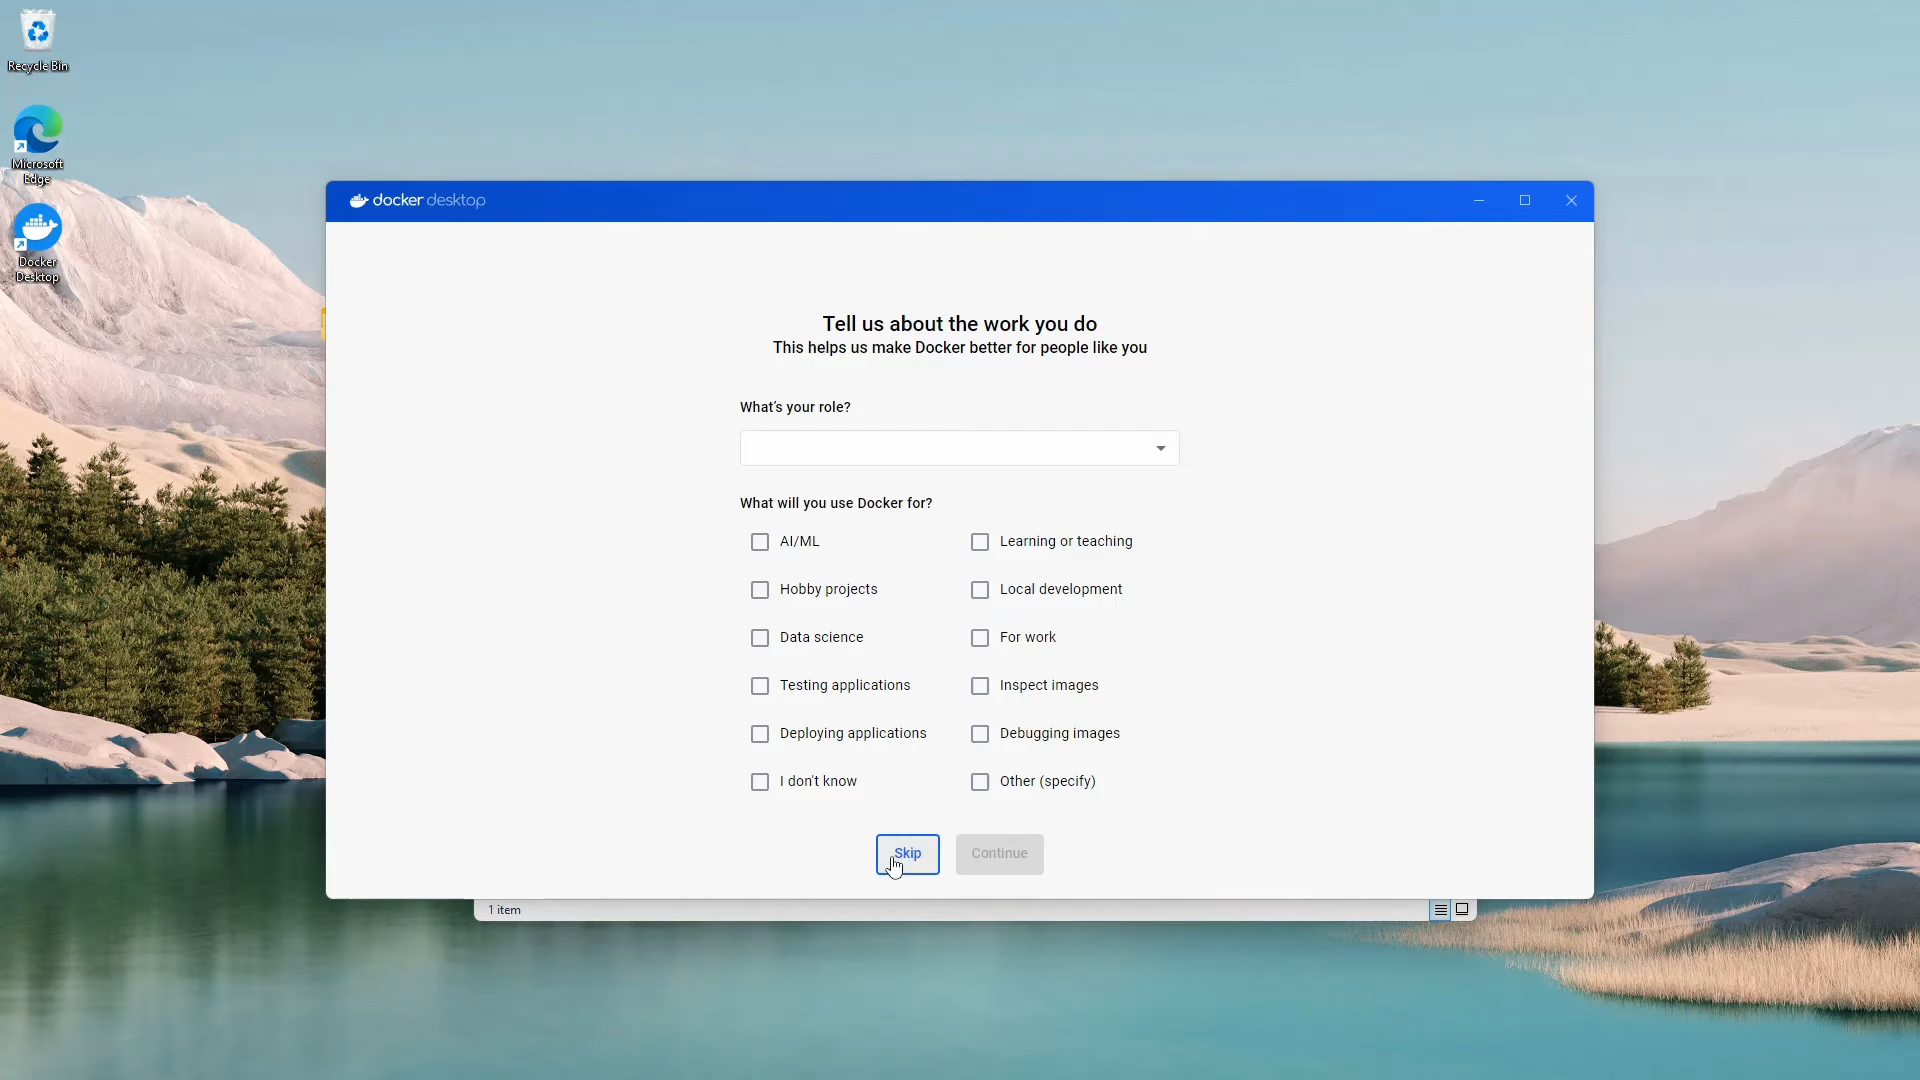 Recycle Bin
Microsoft
Edge
Docker
Desktop
docker desktop
Tell us about the work you do
This helps us make Docker better for people like you
What's your role?
What will you use Docker for?
AI/ML
Learning or teaching
Hobby projects
Local development
Data science
For work
Testing applications
Inspect images
Deploying applications
Debugging images
I don't know
Other (specify)
Skip
Continue
1 item